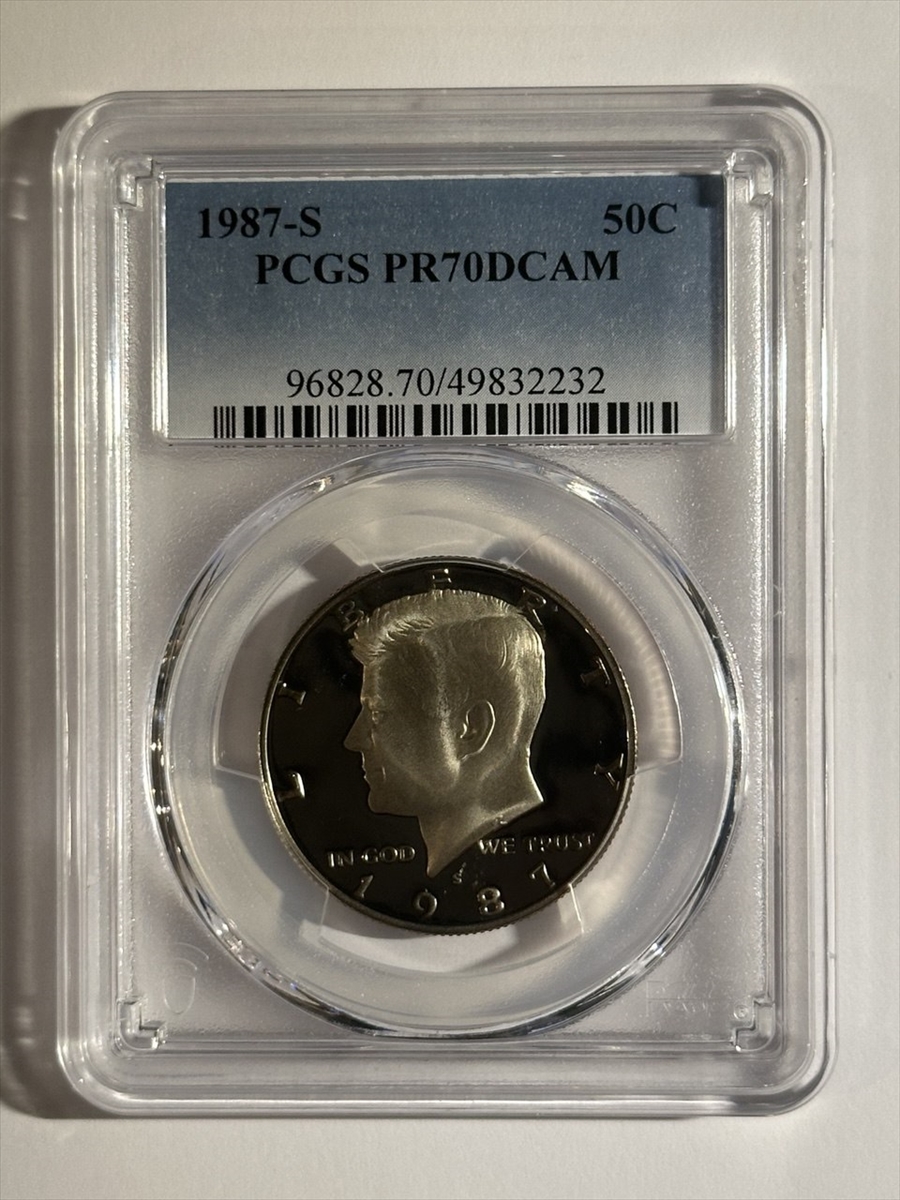 1987-S 50C
PCGS PR70DCAM
96828.70/49832232
LIBERTY
IN GOD WE TRUST
S
1987